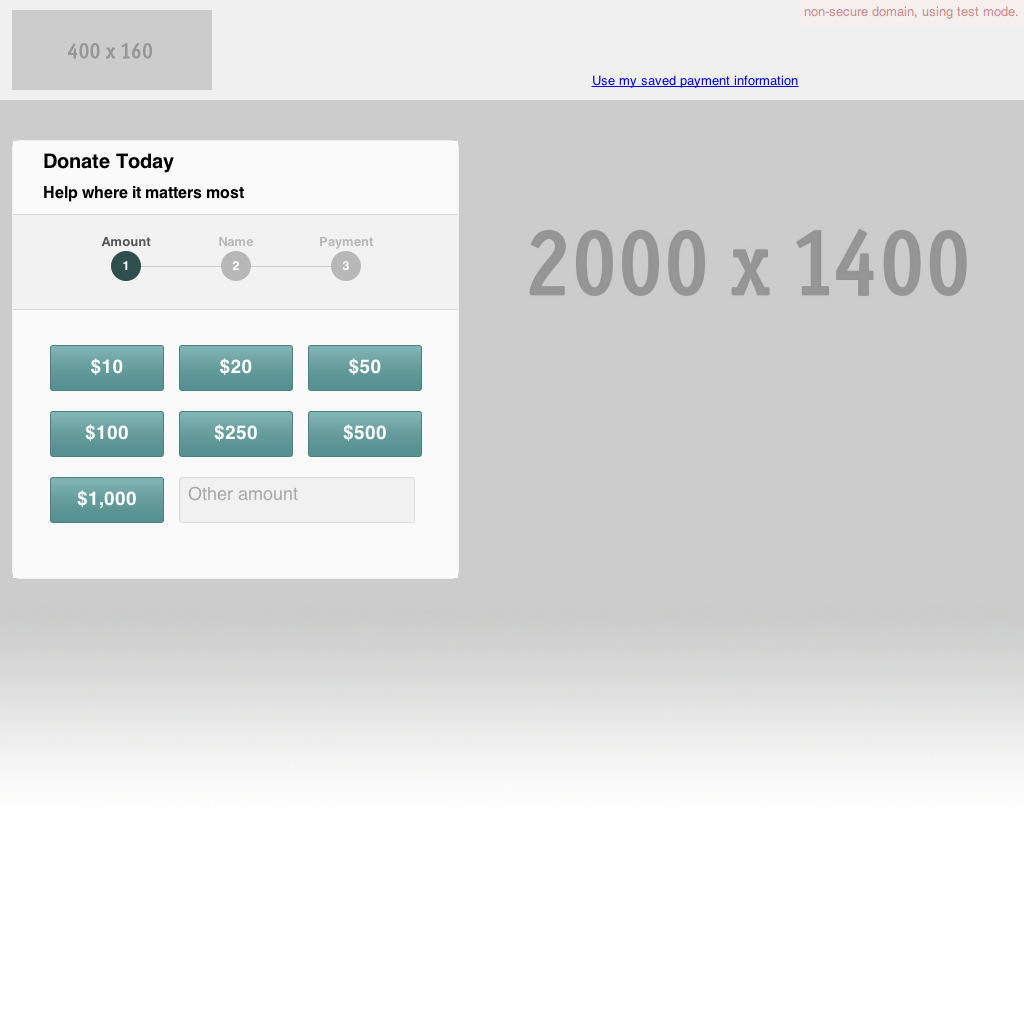 non-secure domain, using test mode.
400 x 160
Use my saved payment information
Donate Today
Help where it matters most
Amount Name Payment
1 2 3
2000 x 1400
$10 $20 $50
$100 $250 $500
$1,000 Other amount